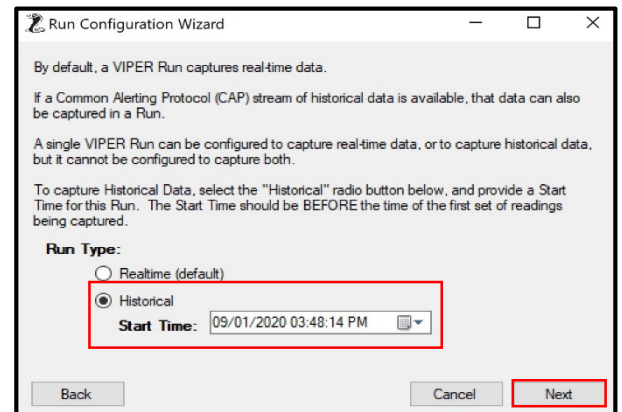 Run Configuration Wizard
By default, a VIPER Run captures real-time data.
If a Common Alerting Protocol (CAP) stream of historical data is available, that data can also
be captured in a Run.
A single VIPER Run can be configured to capture real-time data, or to capture historical data,
but it cannot be configured to capture both.
To capture Historical Data, select the "Historical" radio button below, and provide a Start
Time for this Run.  The Start Time should be BEFORE the time of the first set of readings
being captured.
Run Type:
Realtime (default)
Historical
Start Time: 09/01/2020 03:48:14 PM
Back Cancel Next